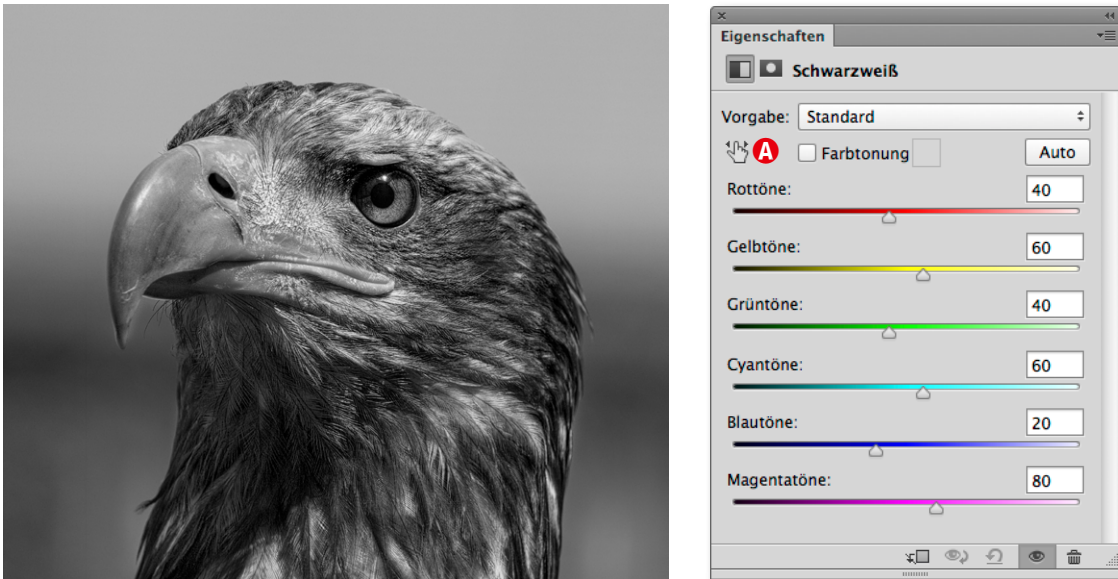 Eigenschaften
Schwarzweiß
Vorgabe: Standard
A Farbtonung Auto
Rottöne: 40
Gelbtöne: 60
Grüntöne: 40
Cyantöne: 60
Blautöne: 20
Magentatöne: 80